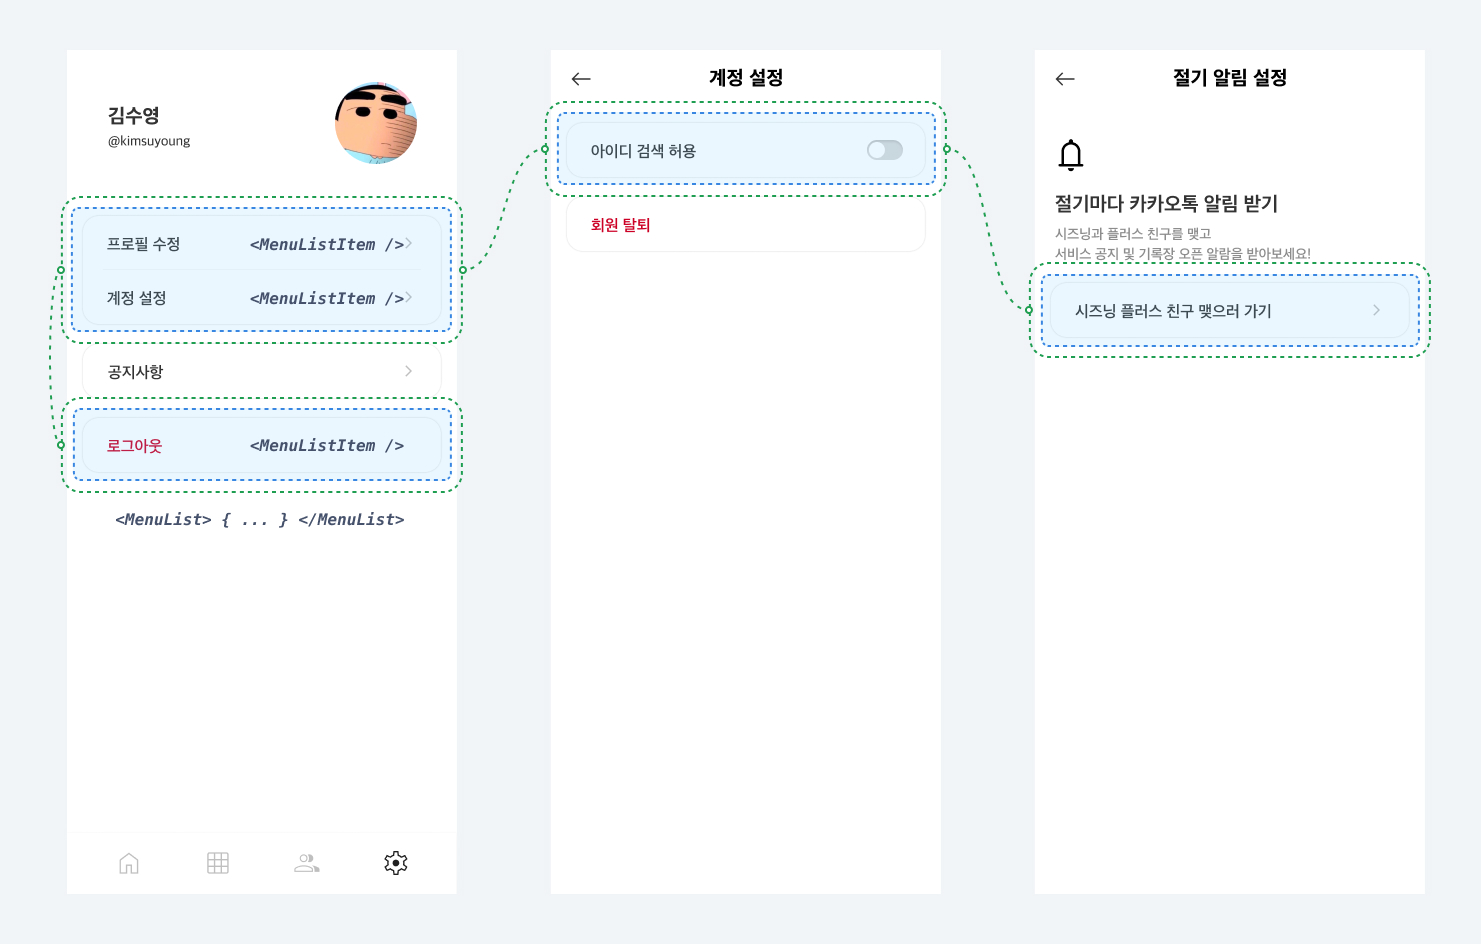 김수영
@kimsuyoung
프로필 수정 <MenuListItem />
계정 설정 <MenuListItem />
공지사항
로그아웃 <MenuListItem />
<MenuList> { ... } </MenuList>
계정 설정
아이디 검색 허용
회원 탈퇴
절기 알림 설정
절기마다 카카오톡 알림 받기
시즈닝과 플러스 친구를 맺고
서비스 공지 및 기록장 오픈 알람을 받아보세요!
시즈닝 플러스 친구 맺으러 가기